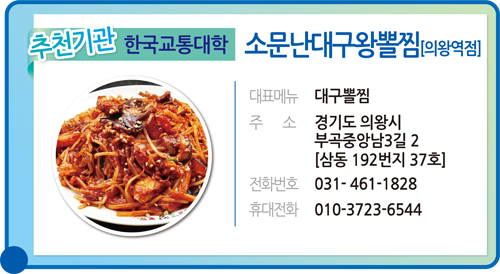 추천기관 한국교통대학 소문난대구왕뽈찜[의왕역점]
대표메뉴 대구뽈찜
주 소 경기도 의왕시
부곡중앙남3길 2
[삼동 192번지 37호]
전화번호 031- 461-1828
휴대전화 010-3723-6544